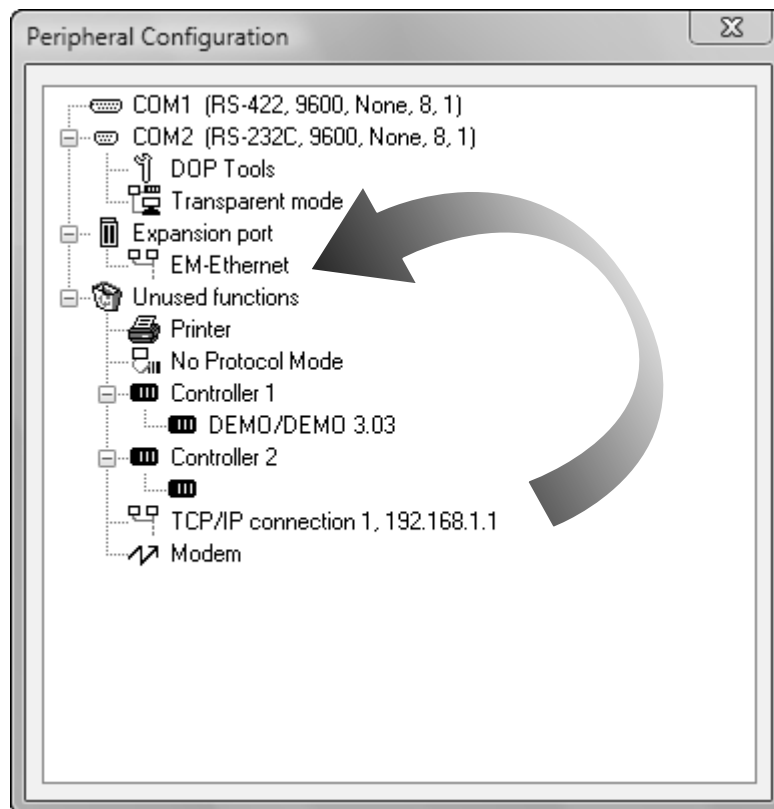 Peripheral Configuration
COM1 (RS-422, 9600, None, 8, 1)
COM2 (RS-232C, 9600, None, 8, 1)
DOP Tools
Transparent mode
Expansion port
EM-Ethernet
Unused functions
Printer
No Protocol Mode
Controller 1
DEMO/DEMO 3.03
Controller 2
TCP/IP connection 1, 192.168.1.1
Modem